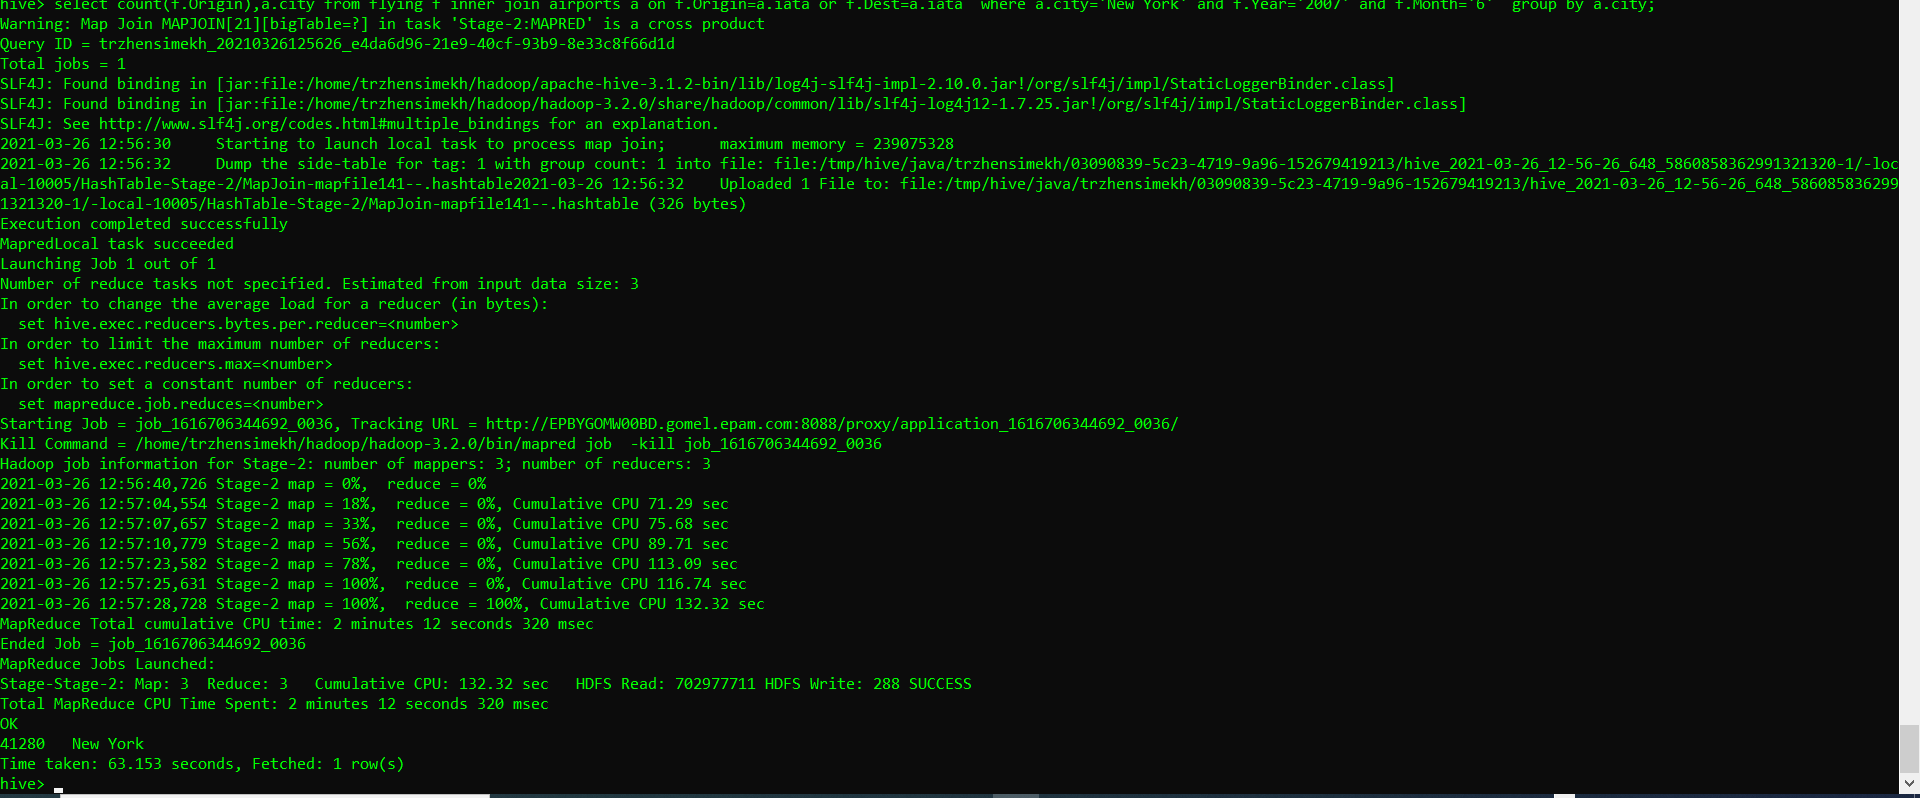 hive> select count(f.Origin),a.city from flying f inner join airports a on f.Origin=a.iata or f.Dest=a.iata  where a.city='New York' and f.Year='2007' and f.Month='6'  group by a.city;
Warning: Map Join MAPJOIN[21][bigTable=?] in task 'Stage-2:MAPRED' is a cross product
Query ID = trzhensimekh_20210326125626_e4da6d96-21e9-40cf-93b9-8e33c8f66d1d
Total jobs = 1
SLF4J: Found binding in [jar:file:/home/trzhensimekh/hadoop/apache-hive-3.1.2-bin/lib/log4j-slf4j-impl-2.10.0.jar!/org/slf4j/impl/StaticLoggerBinder.class]
SLF4J: Found binding in [jar:file:/home/trzhensimekh/hadoop/hadoop-3.2.0/share/hadoop/common/lib/slf4j-log4j12-1.7.25.jar!/org/slf4j/impl/StaticLoggerBinder.class]
SLF4J: See http://www.slf4j.org/codes.html#multiple_bindings for an explanation.
2021-03-26 12:56:30     Starting to launch local task to process map join;      maximum memory = 239075328
2021-03-26 12:56:32     Dump the side-table for tag: 1 with group count: 1 into file: file:/tmp/hive/java/trzhensimekh/03090839-5c23-4719-9a96-152679419213/hive_2021-03-26_12-56-26_648_5860858362991321320-1/-loc
al-10005/HashTable-Stage-2/MapJoin-mapfile141--.hashtable2021-03-26 12:56:32    Uploaded 1 File to: file:/tmp/hive/java/trzhensimekh/03090839-5c23-4719-9a96-152679419213/hive_2021-03-26_12-56-26_648_586085836299
1321320-1/-local-10005/HashTable-Stage-2/MapJoin-mapfile141--.hashtable (326 bytes)
Execution completed successfully
MapredLocal task succeeded
Launching Job 1 out of 1
Number of reduce tasks not specified. Estimated from input data size: 3
In order to change the average load for a reducer (in bytes):
  set hive.exec.reducers.bytes.per.reducer=<number>
In order to limit the maximum number of reducers:
  set hive.exec.reducers.max=<number>
In order to set a constant number of reducers:
  set mapreduce.job.reduces=<number>
Starting Job = job_1616706344692_0036, Tracking URL = http://EPBYGOMW00BD.gomel.epam.com:8088/proxy/application_1616706344692_0036/
Kill Command = /home/trzhensimekh/hadoop/hadoop-3.2.0/bin/mapred job  -kill job_1616706344692_0036
Hadoop job information for Stage-2: number of mappers: 3; number of reducers: 3
2021-03-26 12:56:40,726 Stage-2 map = 0%,  reduce = 0%
2021-03-26 12:57:04,554 Stage-2 map = 18%,  reduce = 0%, Cumulative CPU 71.29 sec
2021-03-26 12:57:07,657 Stage-2 map = 33%,  reduce = 0%, Cumulative CPU 75.68 sec
2021-03-26 12:57:10,779 Stage-2 map = 56%,  reduce = 0%, Cumulative CPU 89.71 sec
2021-03-26 12:57:23,582 Stage-2 map = 78%,  reduce = 0%, Cumulative CPU 113.09 sec
2021-03-26 12:57:25,631 Stage-2 map = 100%,  reduce = 0%, Cumulative CPU 116.74 sec
2021-03-26 12:57:28,728 Stage-2 map = 100%,  reduce = 100%, Cumulative CPU 132.32 sec
MapReduce Total cumulative CPU time: 2 minutes 12 seconds 320 msec
Ended Job = job_1616706344692_0036
MapReduce Jobs Launched:
Stage-Stage-2: Map: 3  Reduce: 3   Cumulative CPU: 132.32 sec   HDFS Read: 702977711 HDFS Write: 288 SUCCESS
Total MapReduce CPU Time Spent: 2 minutes 12 seconds 320 msec
OK
41280   New York
Time taken: 63.153 seconds, Fetched: 1 row(s)
hive>